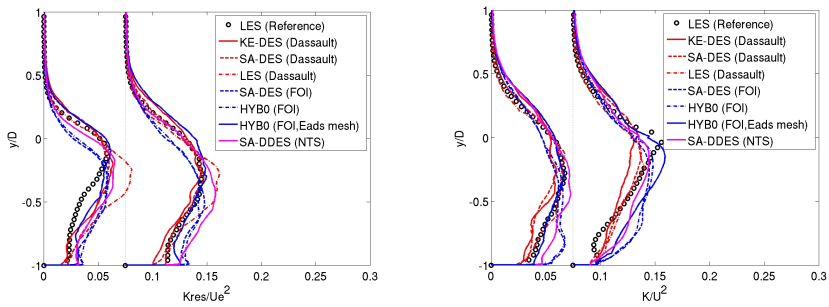 LES (Reference)
KE-DES (Dassault)
SA-DES (Dassault)
LES (Dassault)
SA-DES (FOI)
HYB0 (FOI)
HYB0 (FOI,Eads mesh)
SA-DDES (NTS)
1
0.5
0
-0.5
-1
y/D
0 0.05 0.1 0.15 0.2 0.25 0.3
Kres/Ue²
LES (Reference)
KE-DES (Dassault)
SA-DES (Dassault)
LES (Dassault)
SA-DES (FOI)
HYB0 (FOI)
HYB0 (FOI,Eads mesh)
SA-DDES (NTS)
1
0.5
0
-0.5
-1
y/D
0 0.05 0.1 0.15 0.2 0.25 0.3
K/U²